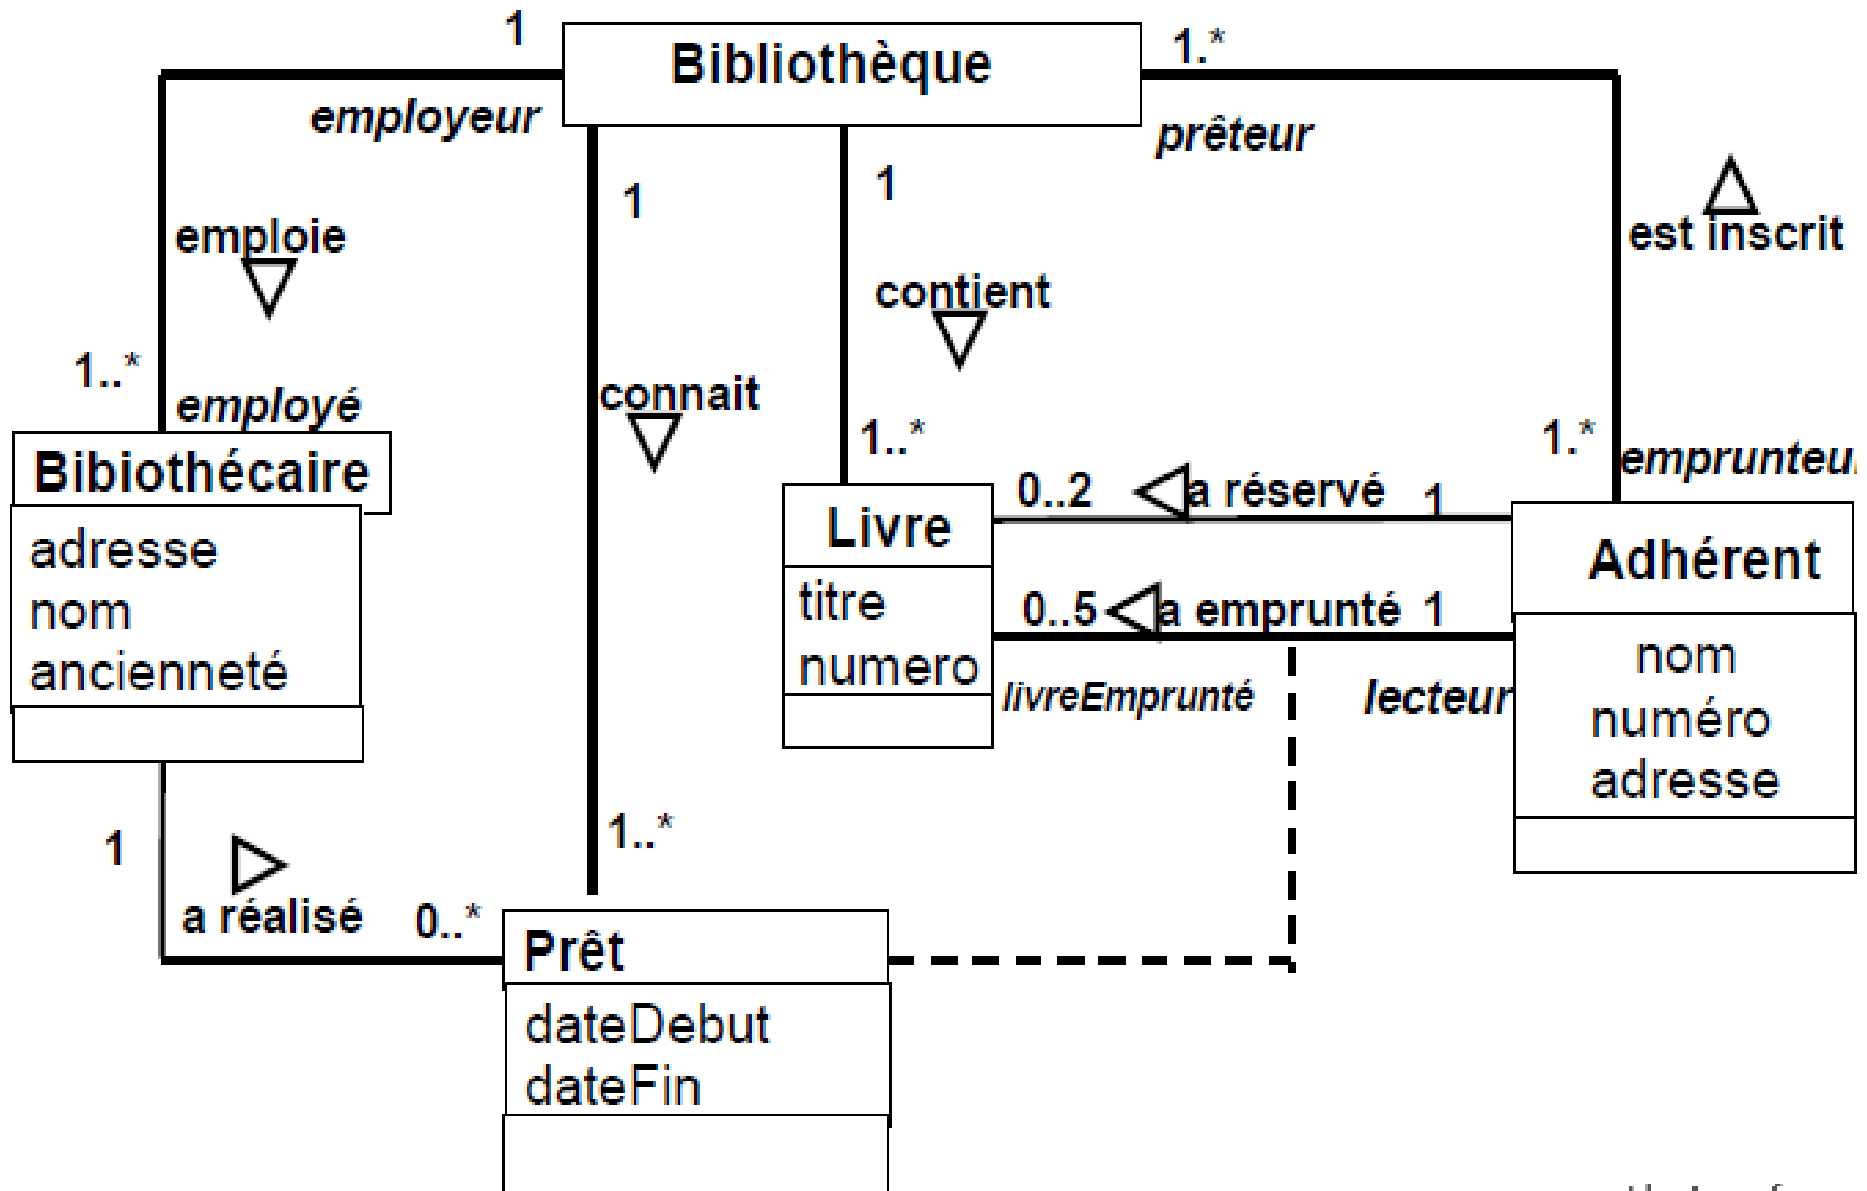 1
Bibliothèque
1.*
employeur
prêteur
1
1
emploie
est inscrit
contient
1..*
employé
connait
1..*
1.*
emprunteu
Bibiothécaire
0..2
a réservé
1
Livre
Adhérent
adresse
nom
ancienneté
titre
numero
0..5
a emprunté
1
livreEmprunté
lecteur
nom
numéro
adresse
1
1..*
a réalisé
0..*
Prêt
dateDebut
dateFin